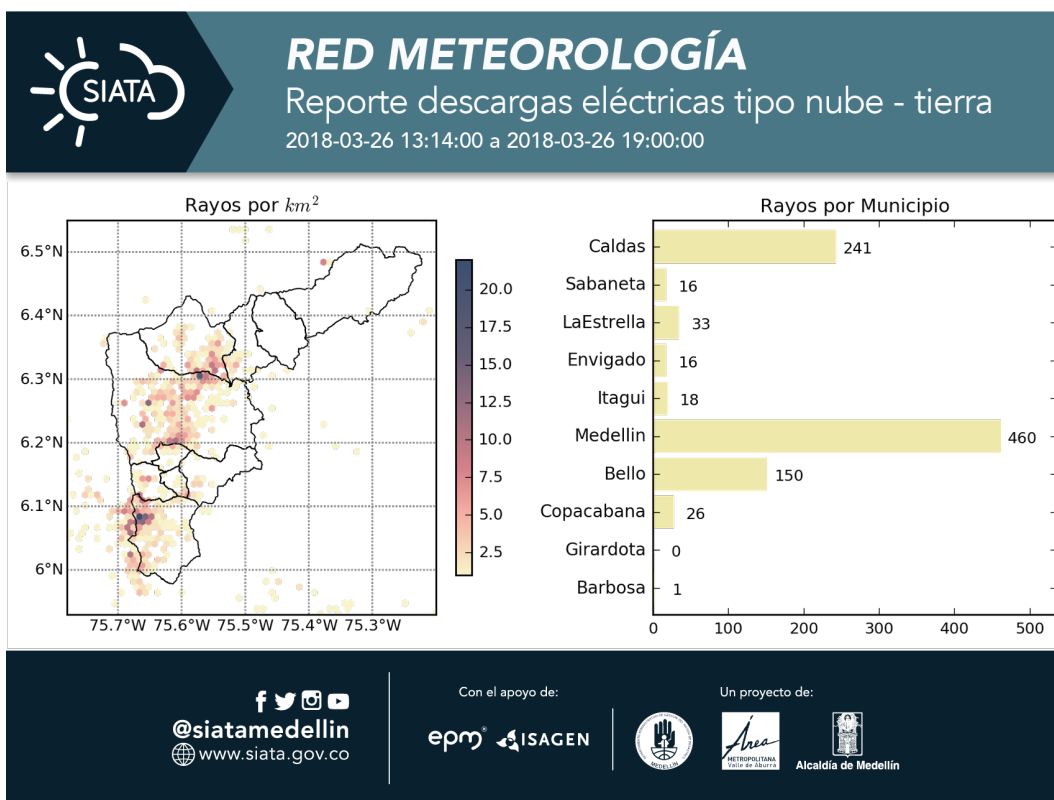 SIATA
RED METEOROLOGÍA
Reporte descargas eléctricas tipo nube - tierra
2018-03-26 13:14:00 a 2018-03-26 19:00:00
Rayos por km²
6.5°N
6.4°N
6.3°N
6.2°N
6.1°N
6°N
75.7°W 75.6°W 75.5°W 75.4°W 75.3°W
20.0
17.5
15.0
12.5
10.0
7.5
5.0
2.5
Rayos por Municipio
Caldas 241
Sabaneta 16
LaEstrella 33
Envigado 16
Itagui 18
Medellin 460
Bello 150
Copacabana 26
Girardota 0
Barbosa 1
0 100 200 300 400 500
@siatamedellin
www.siata.gov.co
Con el apoyo de:
epm® ISAGEN
Un proyecto de:
MEDELLÍN
Área
METROPOLITANA
Valle de Aburrá
Alcaldía de Medellín